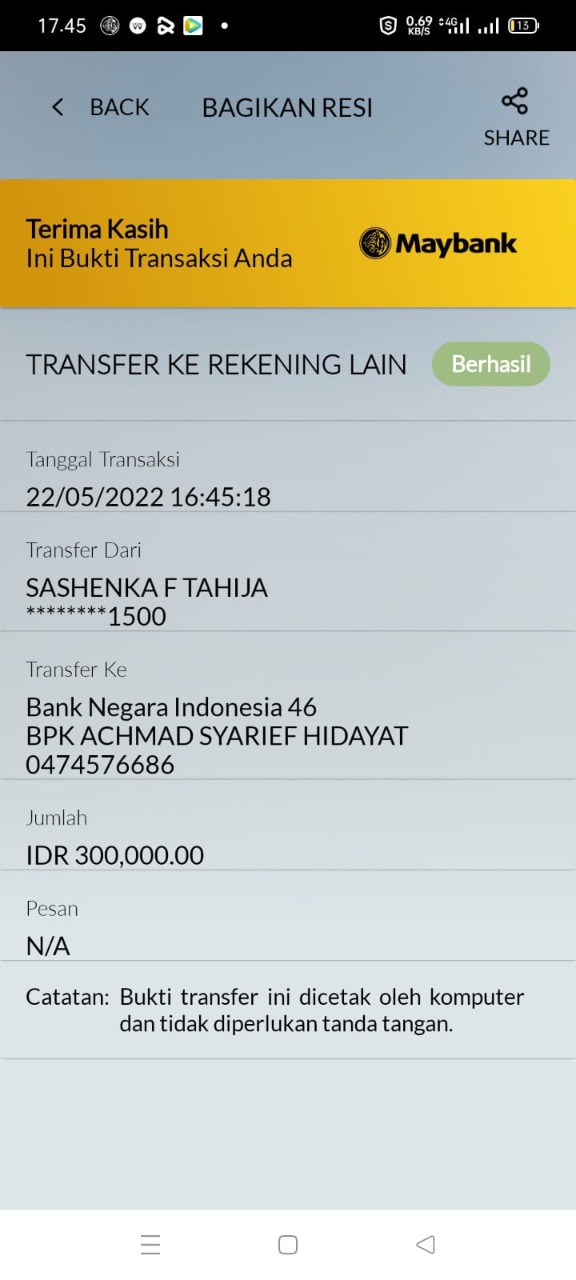 17.45 0.69 KB/S 4G 13
BACK BAGIKAN RESI SHARE
Terima Kasih
Ini Bukti Transaksi Anda
Maybank
TRANSFER KE REKENING LAIN Berhasil
Tanggal Transaksi
22/05/2022 16:45:18
Transfer Dari
SASHENKA F TAHIJA
********1500
Transfer Ke
Bank Negara Indonesia 46
BPK ACHMAD SYARIEF HIDAYAT
0474576686
Jumlah
IDR 300,000.00
Pesan
N/A
Catatan: Bukti transfer ini dicetak oleh komputer
dan tidak diperlukan tanda tangan.